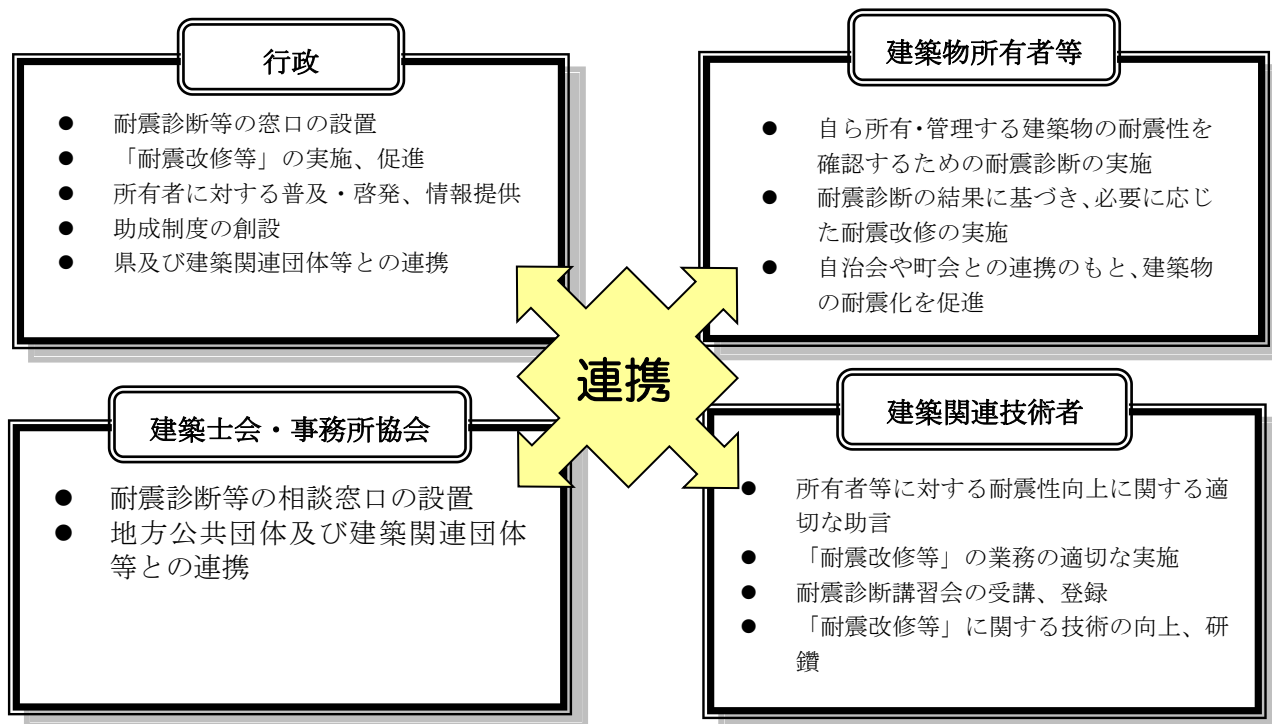 行政
● 耐震診断等の窓口の設置
● 「耐震改修等」の実施、促進
● 所有者に対する普及・啓発、情報提供
● 助成制度の創設
● 県及び建築関連団体等との連携
建築物所有者等
● 自ら所有・管理する建築物の耐震性を
確認するための耐震診断の実施
● 耐震診断の結果に基づき、必要に応じ
た耐震改修の実施
● 自治会や町会との連携のもと、建築物
の耐震化を促進
連携
建築士会・事務所協会
● 耐震診断等の相談窓口の設置
● 地方公共団体及び建築関連団体
等との連携
建築関連技術者
● 所有者等に対する耐震性向上に関する適
切な助言
● 「耐震改修等」の業務の適切な実施
● 耐震診断講習会の受講、登録
● 「耐震改修等」に関する技術の向上、研
鑽